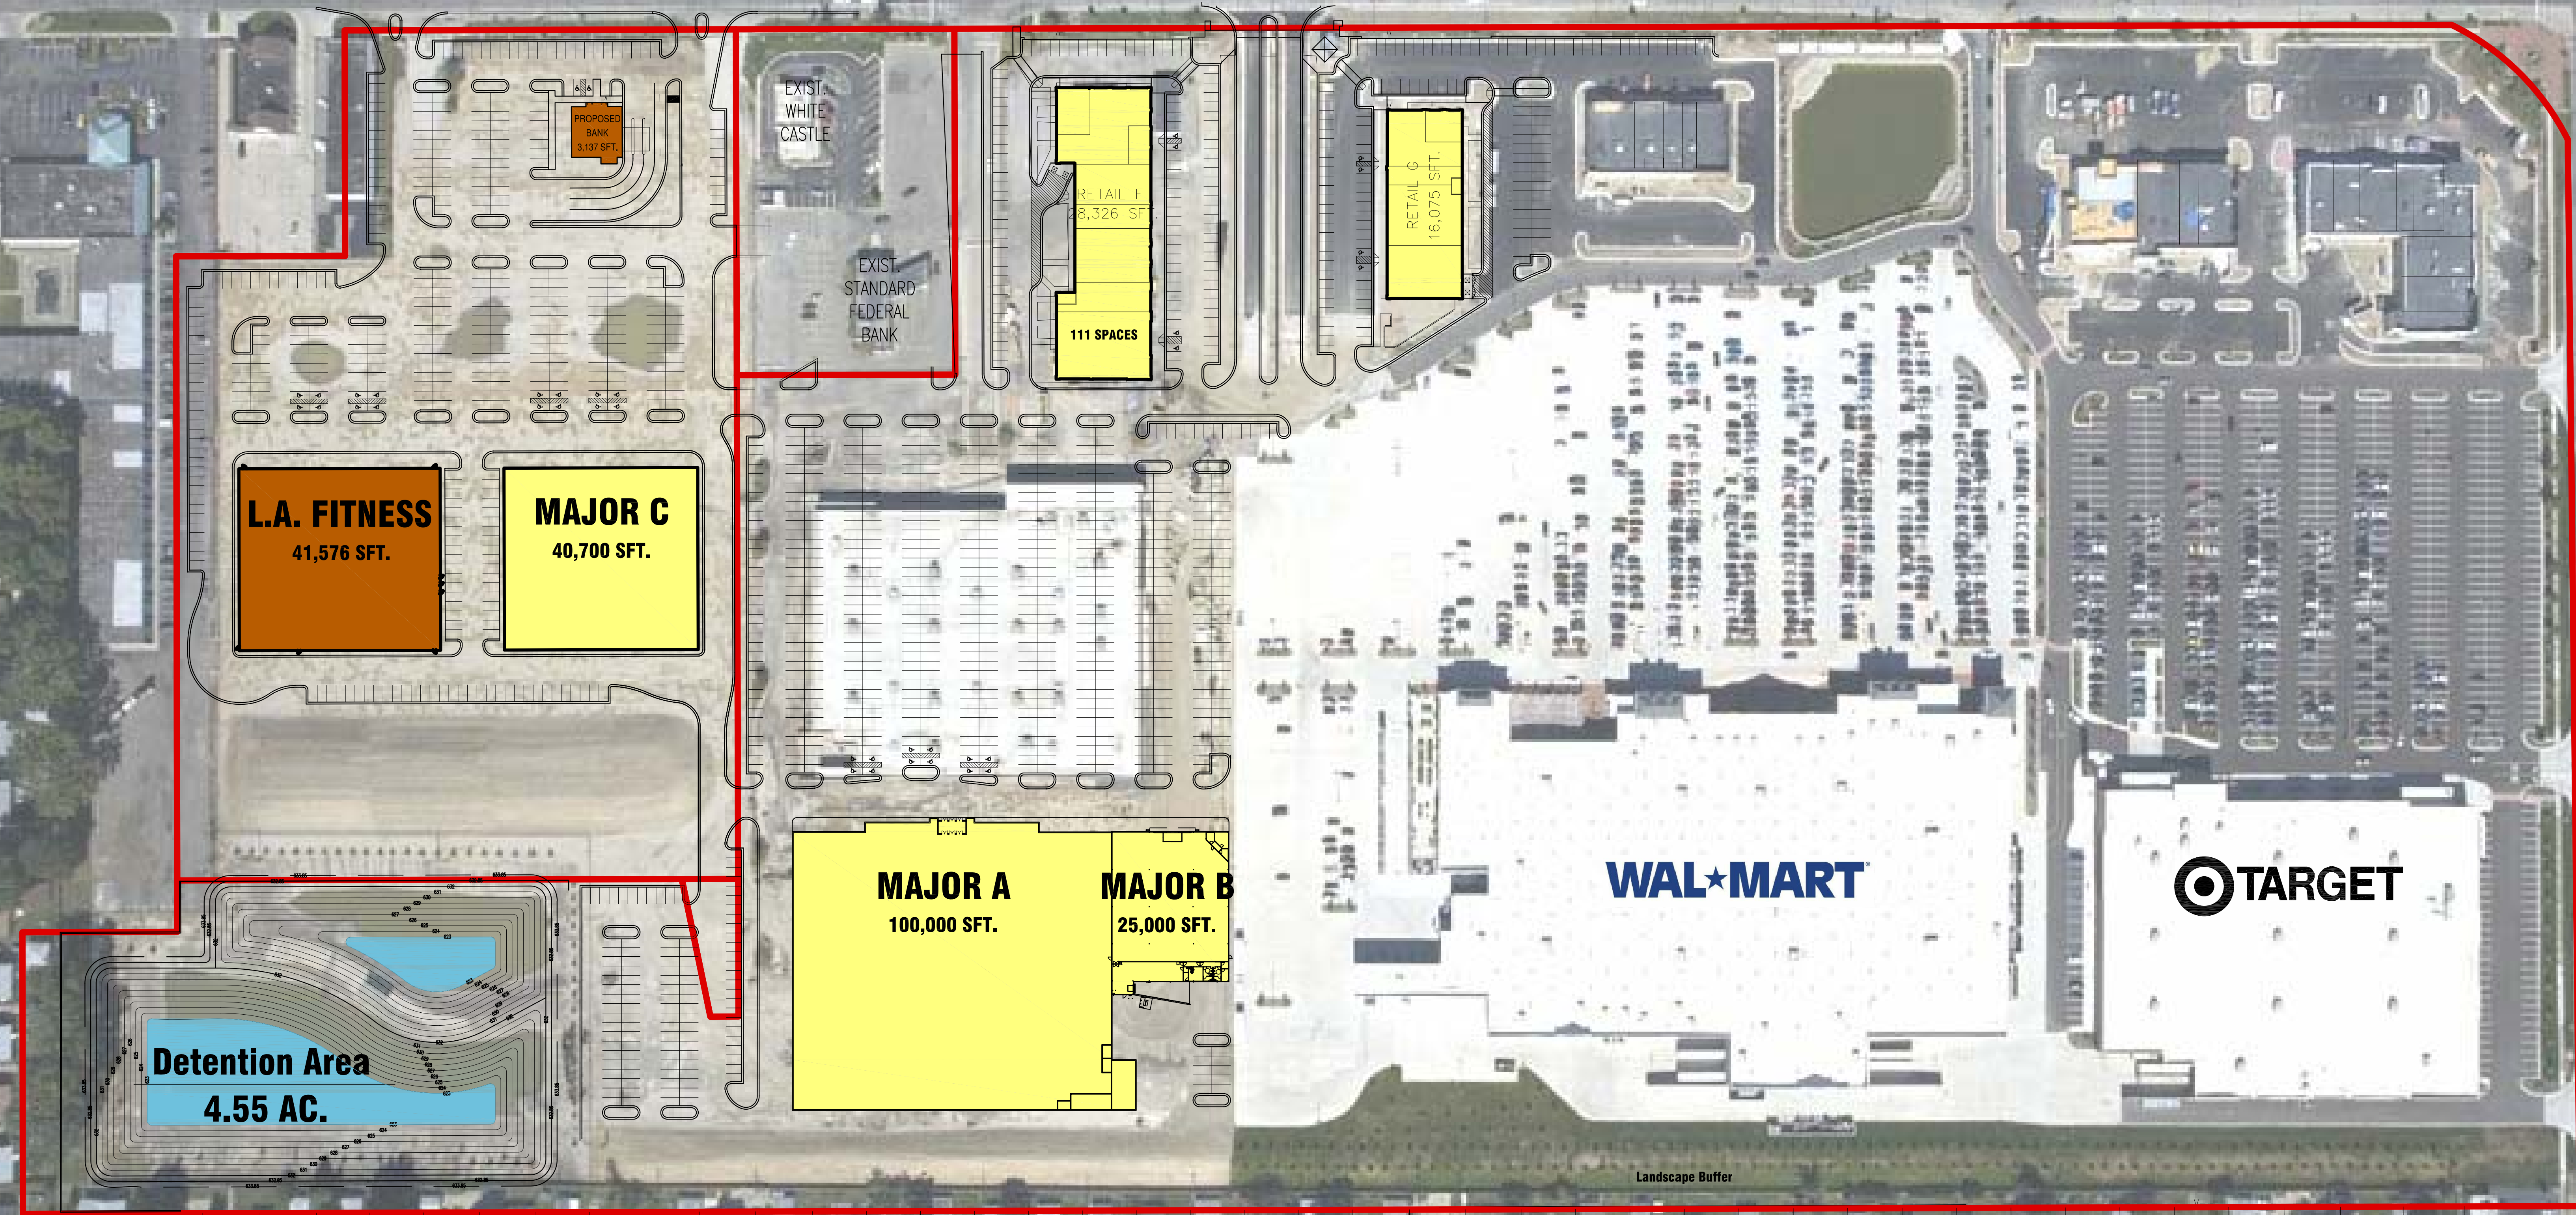 EXIST.
WHITE
CASTLE
PROPOSED
BANK
3,137 SFT.
EXIST.
STANDARD
FEDERAL
BANK
RETAIL F
28,326 SF
111 SPACES
RETAIL G
16,075 SFT.
L.A. FITNESS
41,576 SFT.
MAJOR C
40,700 SFT.
MAJOR A
100,000 SFT.
MAJOR B
25,000 SFT.
WAL★MART
TARGET
Detention Area
4.55 AC.
Landscape Buffer